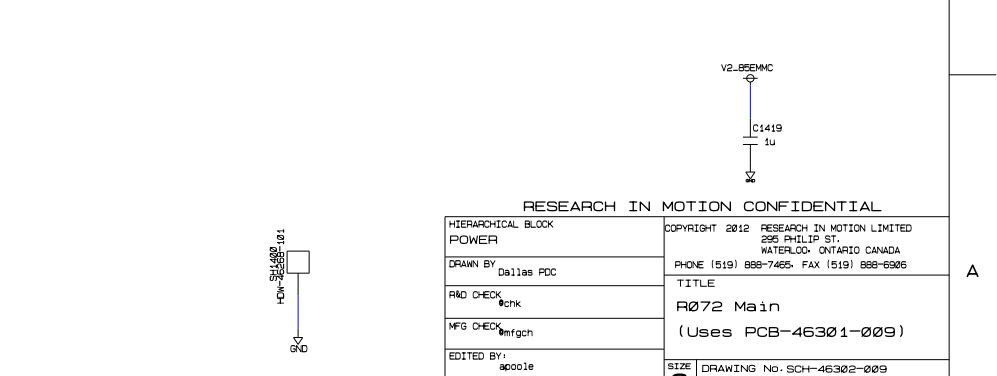 V2_85EMMC
C1419
1u
RESEARCH IN MOTION CONFIDENTIAL
HIERARCHICAL BLOCK
POWER
COPYRIGHT 2012 RESEARCH IN MOTION LIMITED
295 PHILIP ST.
WATERLOO, ONTARIO CANADA
PHONE (519) 888-7465, FAX (519) 888-6906
DRAWN BY
Dallas PDC
R&D CHECK
@chk
MFG CHECK
@mfgch
EDITED BY:
apoole
TITLE
R072 Main
(Uses PCB-46301-009)
SIZE
DRAWING No. SCH-46302-009
A
SH1400
HDW-46268-101
GND